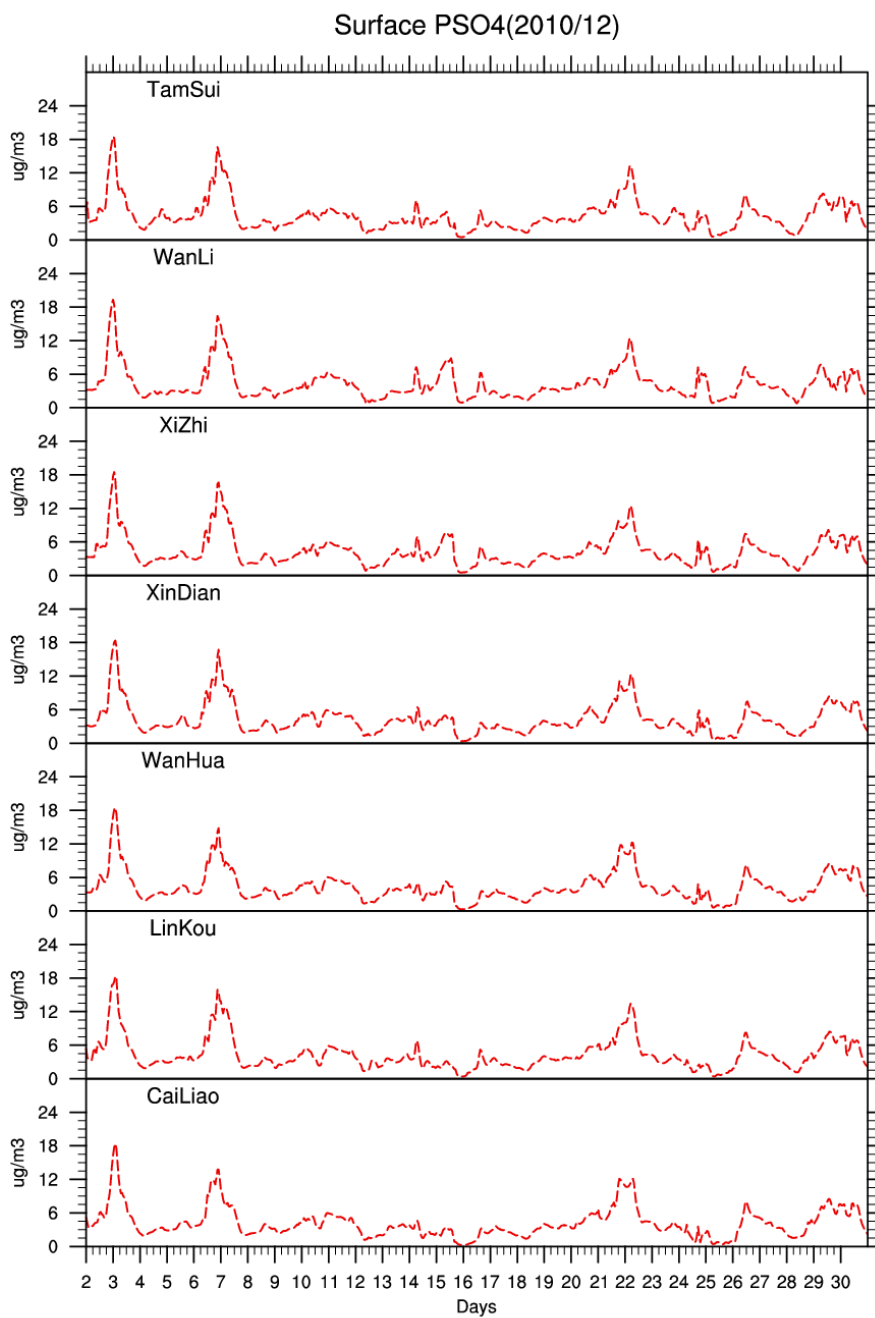 Surface PSO4(2010/12)
TamSui
24
18
12
6
0
ug/m3
WanLi
24
18
12
6
0
ug/m3
XiZhi
24
18
12
6
0
ug/m3
XinDian
24
18
12
6
0
ug/m3
WanHua
24
18
12
6
0
ug/m3
LinKou
24
18
12
6
0
ug/m3
CaiLiao
24
18
12
6
0
ug/m3
2 3 4 5 6 7 8 9 10 11 12 13 14 15 16 17 18 19 20 21 22 23 24 25 26 27 28 29 30
Days